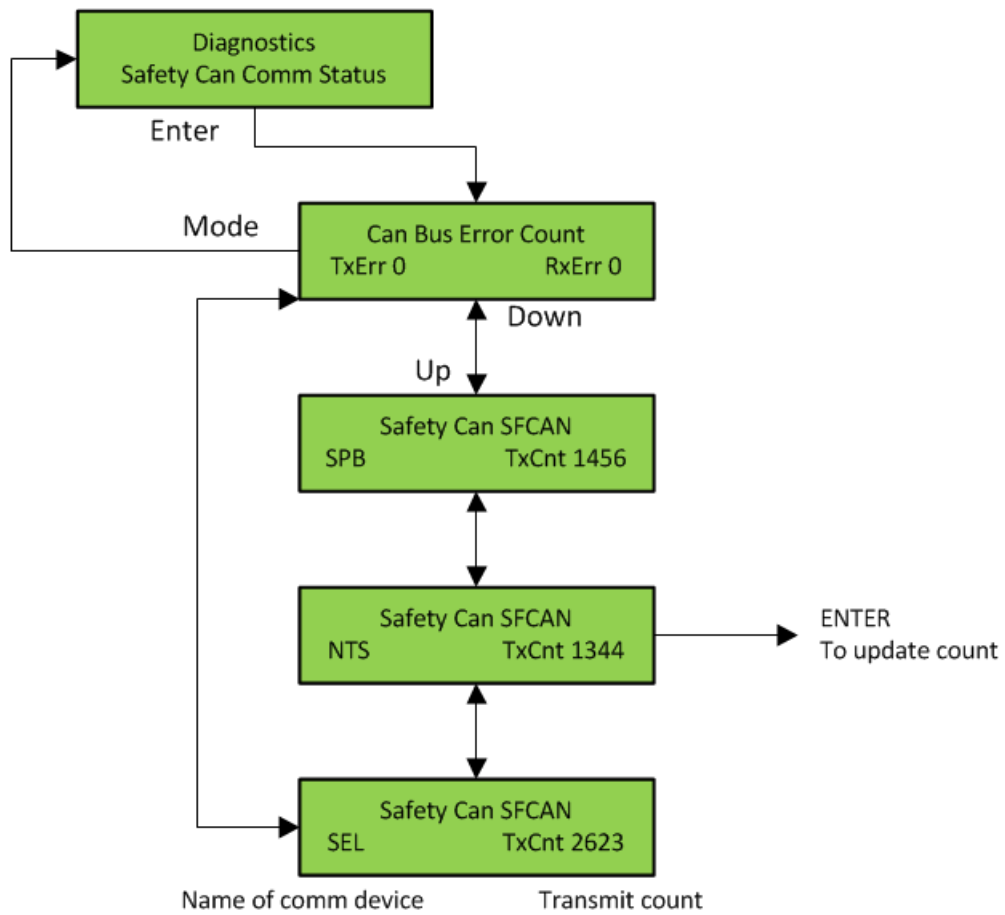 Diagnostics
Safety Can Comm Status
Enter
Mode
Can Bus Error Count
TxErr 0 RxErr 0
Down
Up
Safety Can SFCAN
SPB TxCnt 1456
Safety Can SFCAN
NTS TxCnt 1344
ENTER
To update count
Safety Can SFCAN
SEL TxCnt 2623
Name of comm device Transmit count